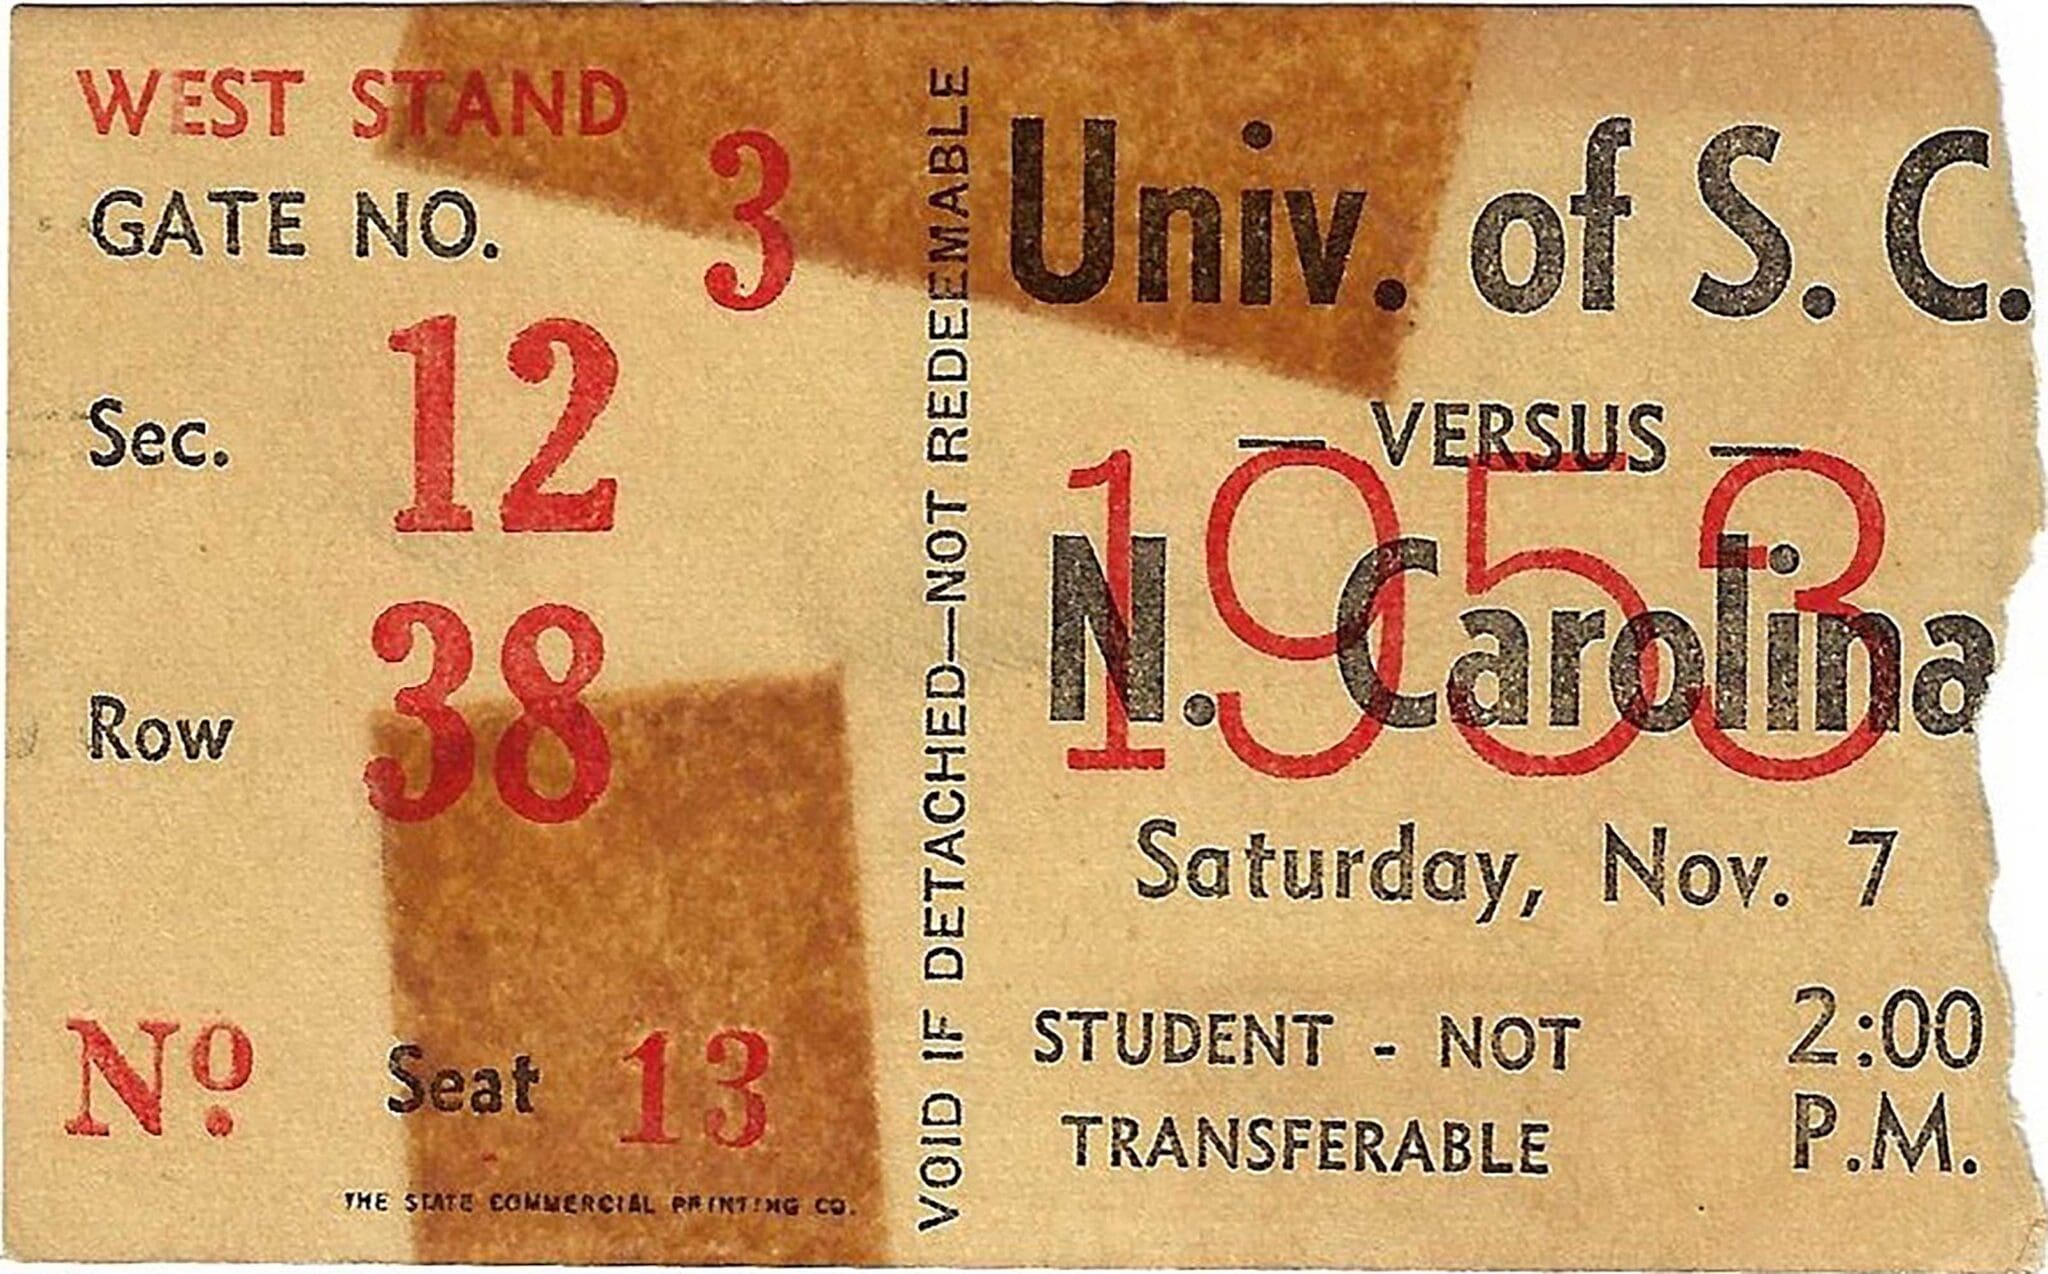 WEST STAND
GATE NO. 3
Sec. 12
Row 38
Nº.
Seat 13
THE STATE COMMERCIAL PRINTING CO.
VOID IF DETACHED—NOT REDEEMABLE
Univ. of S. C.
— VERSUS —
1953
N. Carolina
Saturday, Nov. 7
STUDENT - NOT
TRANSFERABLE
2:00
P.M.